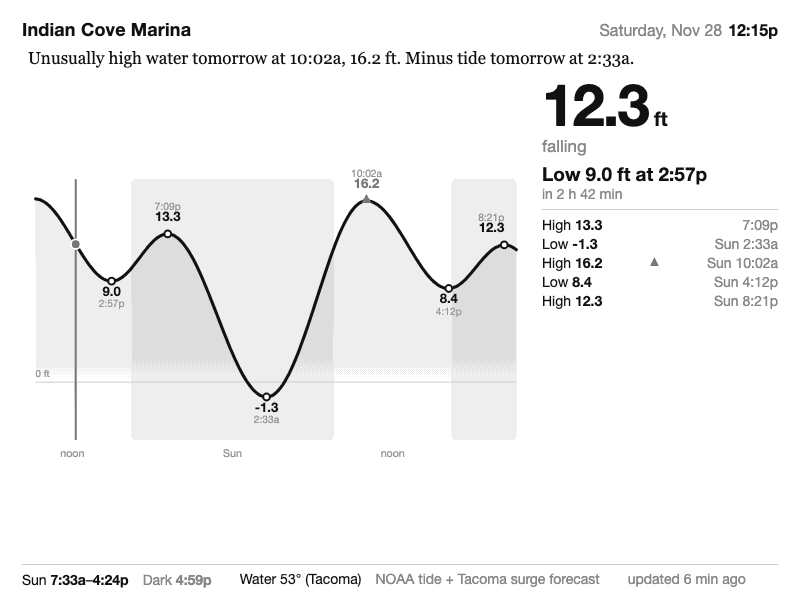 Indian Cove Marina
Saturday, Nov 28 12:15p
Unusually high water tomorrow at 10:02a, 16.2 ft. Minus tide tomorrow at 2:33a.
12.3 ft
falling
Low 9.0 ft at 2:57p
in 2 h 42 min
High 13.3 7:09p
Low -1.3 Sun 2:33a
High 16.2 ▲ Sun 10:02a
Low 8.4 Sun 4:12p
High 12.3 Sun 8:21p
10:02a
16.2
7:09p
13.3
8:21p
12.3
9.0
2:57p
8.4
4:12p
0 ft
-1.3
2:33a
noon Sun noon
Sun 7:33a–4:24p Dark 4:59p Water 53° (Tacoma) NOAA tide + Tacoma surge forecast updated 6 min ago